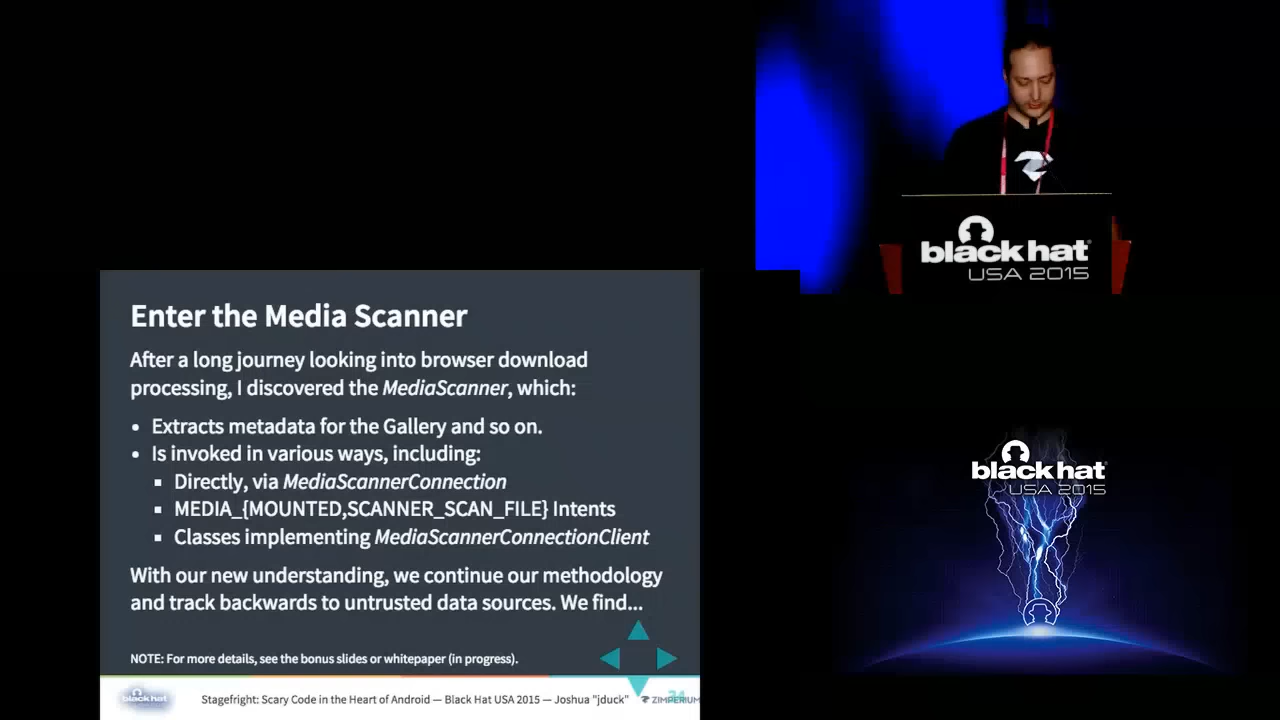 black hat
USA 2015
Enter the Media Scanner
After a long journey looking into browser download
processing, I discovered the MediaScanner, which:
• Extracts metadata for the Gallery and so on.
• Is invoked in various ways, including:
▪ Directly, via MediaScannerConnection
▪ MEDIA_{MOUNTED,SCANNER_SCAN_FILE} Intents
▪ Classes implementing MediaScannerConnectionClient
With our new understanding, we continue our methodology
and track backwards to untrusted data sources. We find...
NOTE: For more details, see the bonus slides or whitepaper (in progress).
black hat
Stagefright: Scary Code in the Heart of Android — Black Hat USA 2015 — Joshua "jduck"
ZIMPERIUM
black hat
USA 2015